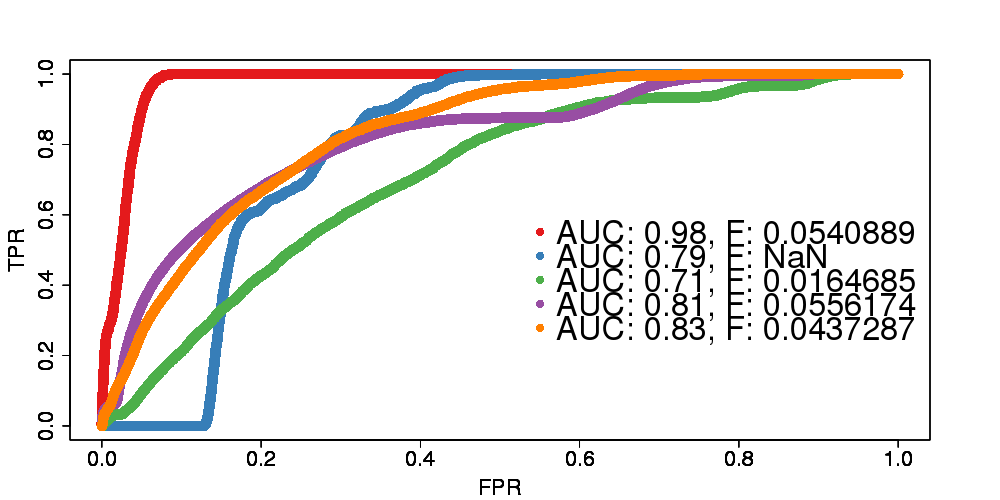 1.0
0.8
0.6
0.4
0.2
0.0
TPR
AUC: 0.98, F: 0.0540889
AUC: 0.79, F: NaN
AUC: 0.71, F: 0.0164685
AUC: 0.81, F: 0.0556174
AUC: 0.83, F: 0.0437287
0.0 0.2 0.4 0.6 0.8 1.0
FPR